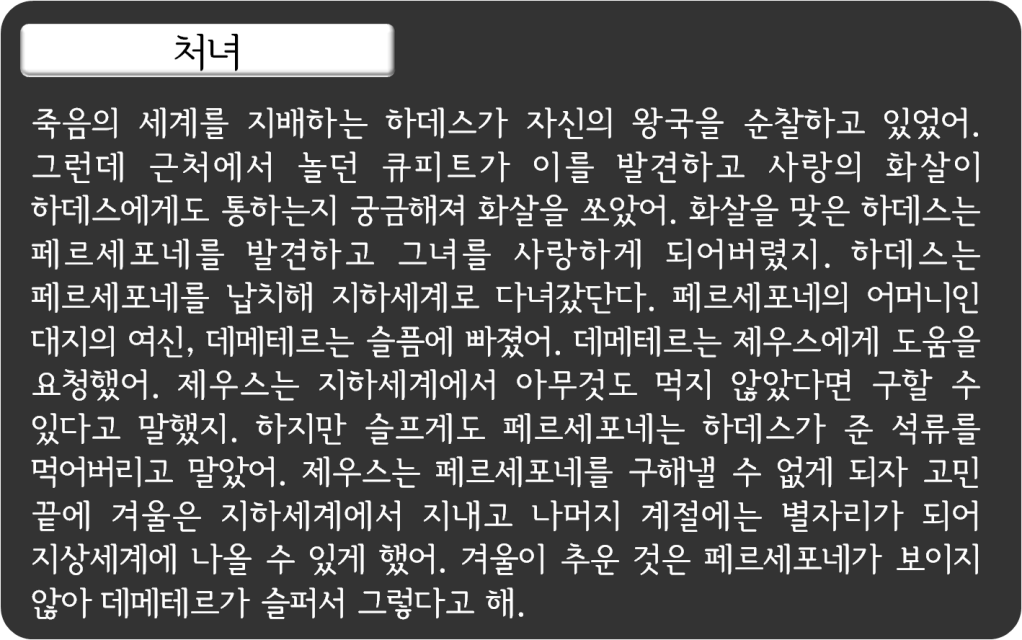 처녀
죽음의 세계를 지배하는 하데스가 자신의 왕국을 순찰하고 있었어.
그런데 근처에서 놀던 큐피트가 이를 발견하고 사랑의 화살이
하데스에게도 통하는지 궁금해져 화살을 쏘았어. 화살을 맞은 하데스는
페르세포네를 발견하고 그녀를 사랑하게 되어버렸지. 하데스는
페르세포네를 납치해 지하세계로 다녀갔단다. 페르세포네의 어머니인
대지의 여신, 데메테르는 슬픔에 빠졌어. 데메테르는 제우스에게 도움을
요청했어. 제우스는 지하세계에서 아무것도 먹지 않았다면 구할 수
있다고 말했지. 하지만 슬프게도 페르세포네는 하데스가 준 석류를
먹어버리고 말았어. 제우스는 페르세포네를 구해낼 수 없게 되자 고민
끝에 겨울은 지하세계에서 지내고 나머지 계절에는 별자리가 되어
지상세계에 나올 수 있게 했어. 겨울이 추운 것은 페르세포네가 보이지
않아 데메테르가 슬퍼서 그렇다고 해.